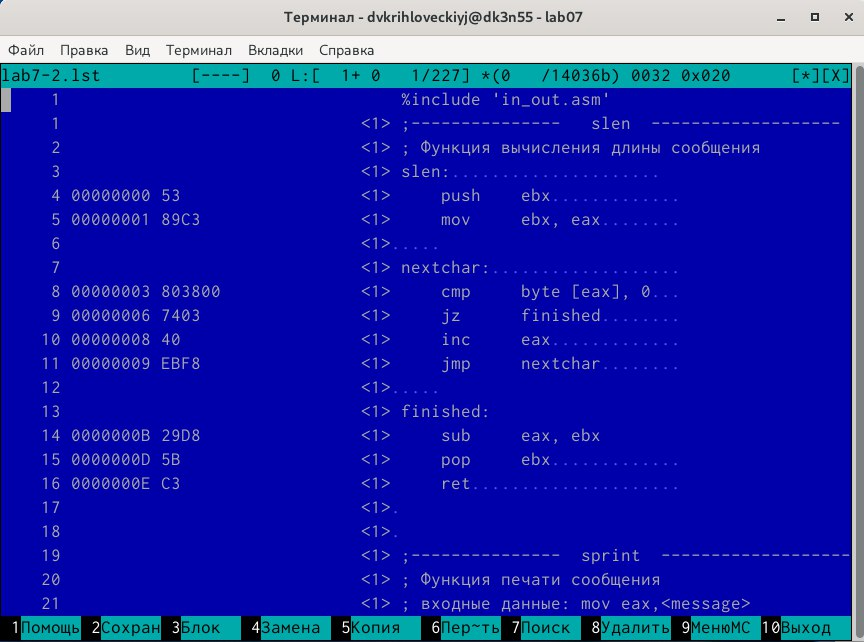 Терминал - dvkrihloveckiyj@dk3n55 - lab07
Файл Правка Вид Терминал Вкладки Справка
lab7-2.lst [----] 0 L:[ 1+ 0 1/227] *(0 /14036b) 0032 0x020 [*][X]
1 %include 'in_out.asm'
1 <1> ;--------------- slen -------------------
2 <1> ; Функция вычисления длины сообщения
3 <1> slen:.....................
4 00000000 53 <1> push ebx.............
5 00000001 89C3 <1> mov ebx, eax........
6 <1>.....
7 <1> nextchar:...................
8 00000003 803800 <1> cmp byte [eax], 0...
9 00000006 7403 <1> jz finished........
10 00000008 40 <1> inc eax.............
11 00000009 EBF8 <1> jmp nextchar........
12 <1>.....
13 <1> finished:
14 0000000B 29D8 <1> sub eax, ebx
15 0000000D 5B <1> pop ebx.............
16 0000000E C3 <1> ret.....................
17 <1>.
18 <1>.
19 <1> ;--------------- sprint -------------------
20 <1> ; Функция печати сообщения
21 <1> ; входные данные: mov eax,<message>
1Помощь 2Сохран 3Блок 4Замена 5Копия 6Пер~ть 7Поиск 8Удалить 9МенюМС 10Выход